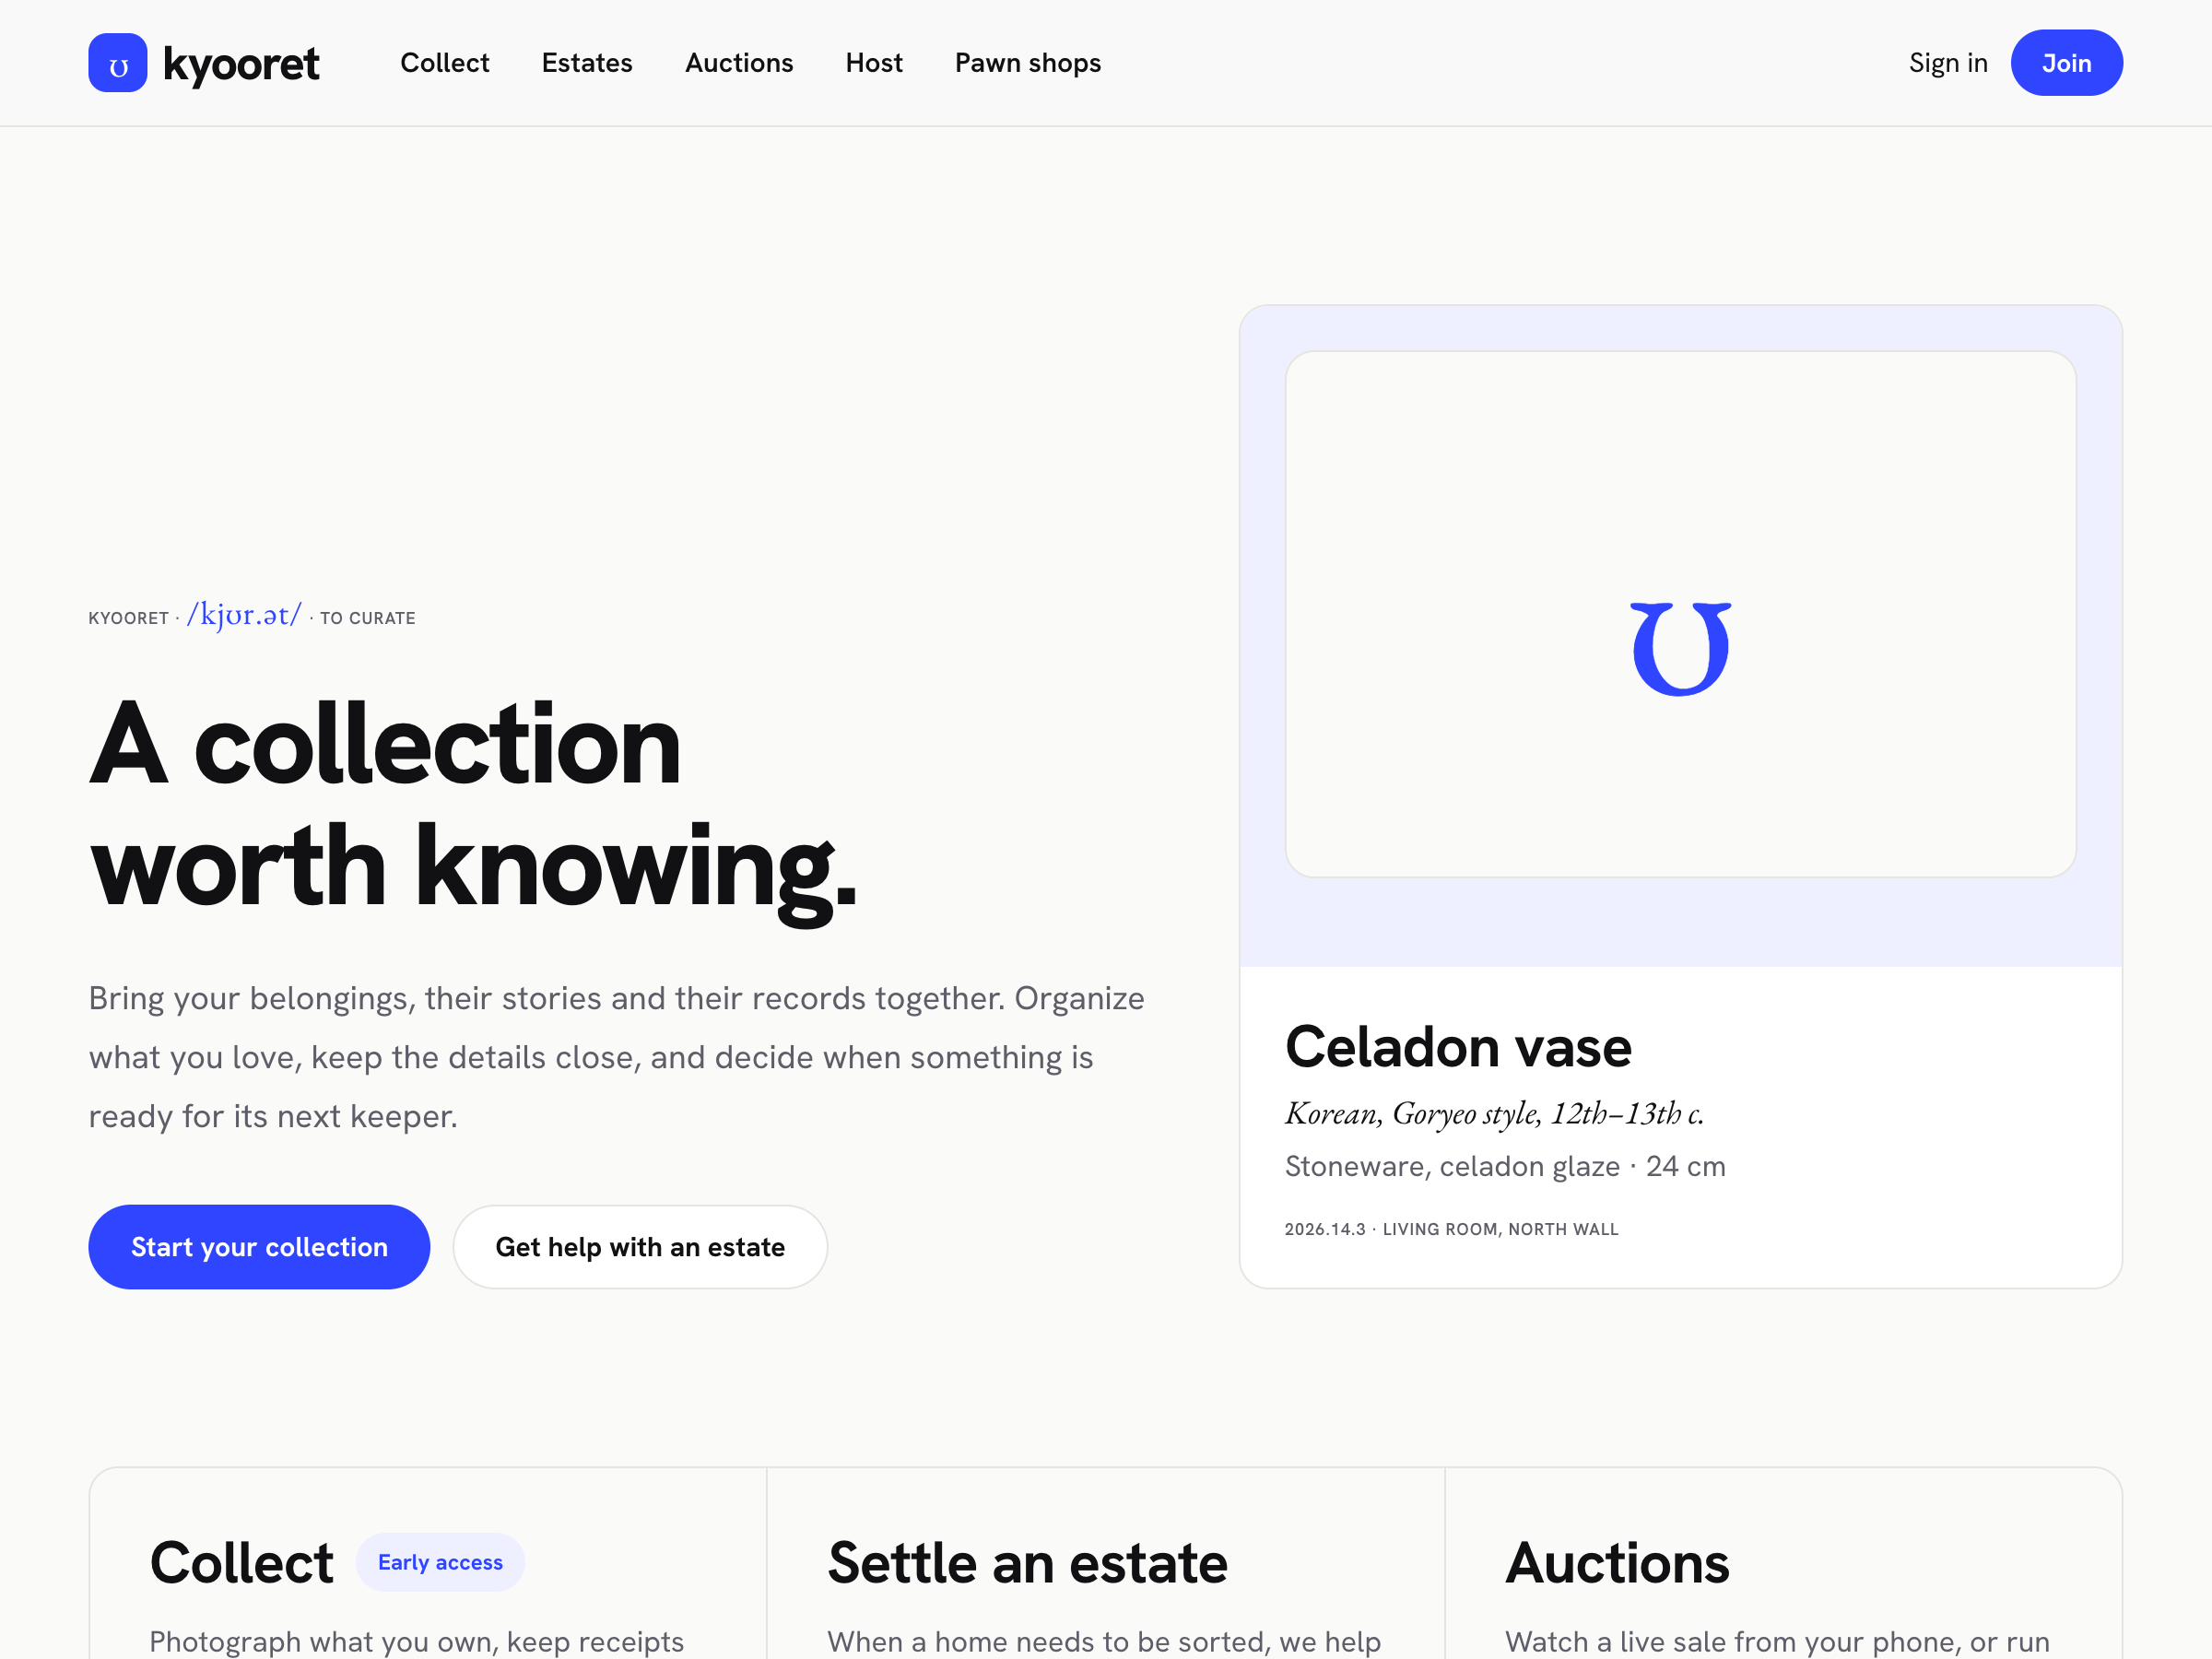 ʊ kyooret Collect Estates Auctions Host Pawn shops Sign in Join
KYOORET · /kjʊr.ət/ · TO CURATE
A collection
worth knowing.
Bring your belongings, their stories and their records together. Organize
what you love, keep the details close, and decide when something is
ready for its next keeper.
Start your collection Get help with an estate
ʊ
Celadon vase
Korean, Goryeo style, 12th–13th c.
Stoneware, celadon glaze · 24 cm
2026.14.3 · LIVING ROOM, NORTH WALL
Collect Early access
Photograph what you own, keep receipts
Settle an estate
When a home needs to be sorted, we help
Auctions
Watch a live sale from your phone, or run